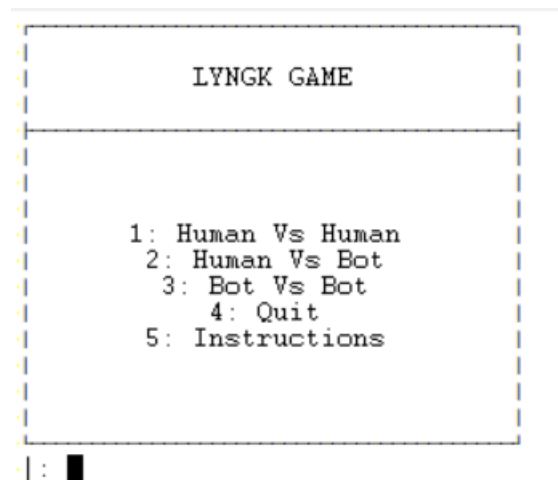 LYNGK GAME
1: Human Vs Human
2: Human Vs Bot
3: Bot Vs Bot
4: Quit
5: Instructions
|: